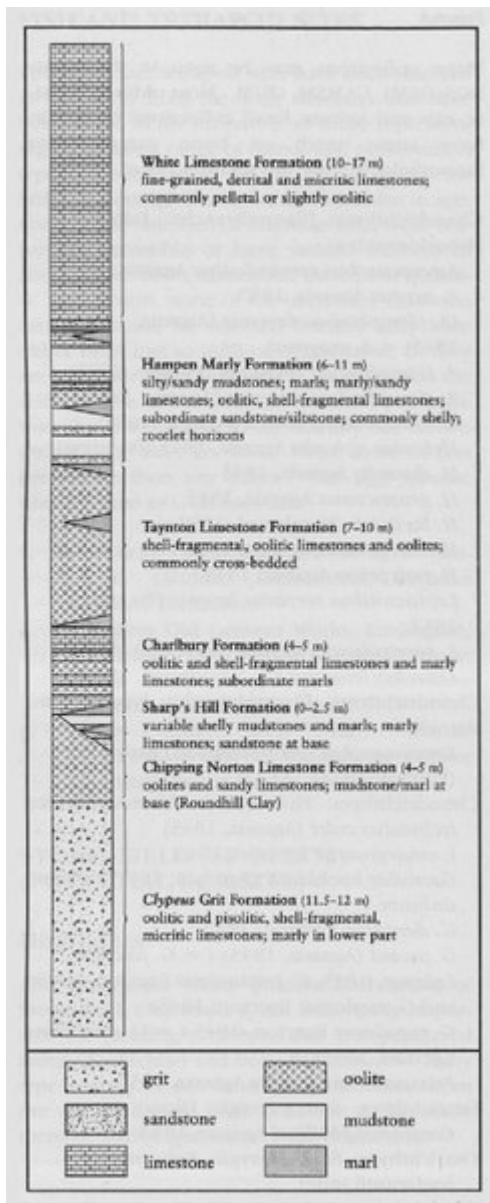 White Limestone Formation (10–17 m)
fine-grained, detrital and micritic limestones;
commonly pelletal or slightly oolitic
Hampen Marly Formation (6–11 m)
silty/sandy mudstones; marls; marly/sandy
limestones; oolitic, shell-fragmental limestones;
subordinate sandstone/siltstone; commonly shelly;
rootlet horizons
Taynton Limestone Formation (7–10 m)
shell-fragmental, oolitic limestones and oolites;
commonly cross-bedded
Charlbury Formation (4–5 m)
oolitic and shell-fragmental limestones and marly
limestones; subordinate marls
Sharp's Hill Formation (0–2.5 m)
variable shelly mudstones and marls; marly
limestones; sandstone at base
Chipping Norton Limestone Formation (4–5 m)
oolites and sandy limestones; mudstone/marl at
base (Roundhill Clay)
Clypeus Grit Formation (11.5–12 m)
oolitic and pisolitic, shell-fragmental,
micritic limestones; marly in lower part
grit
oolite
sandstone
mudstone
limestone
marl